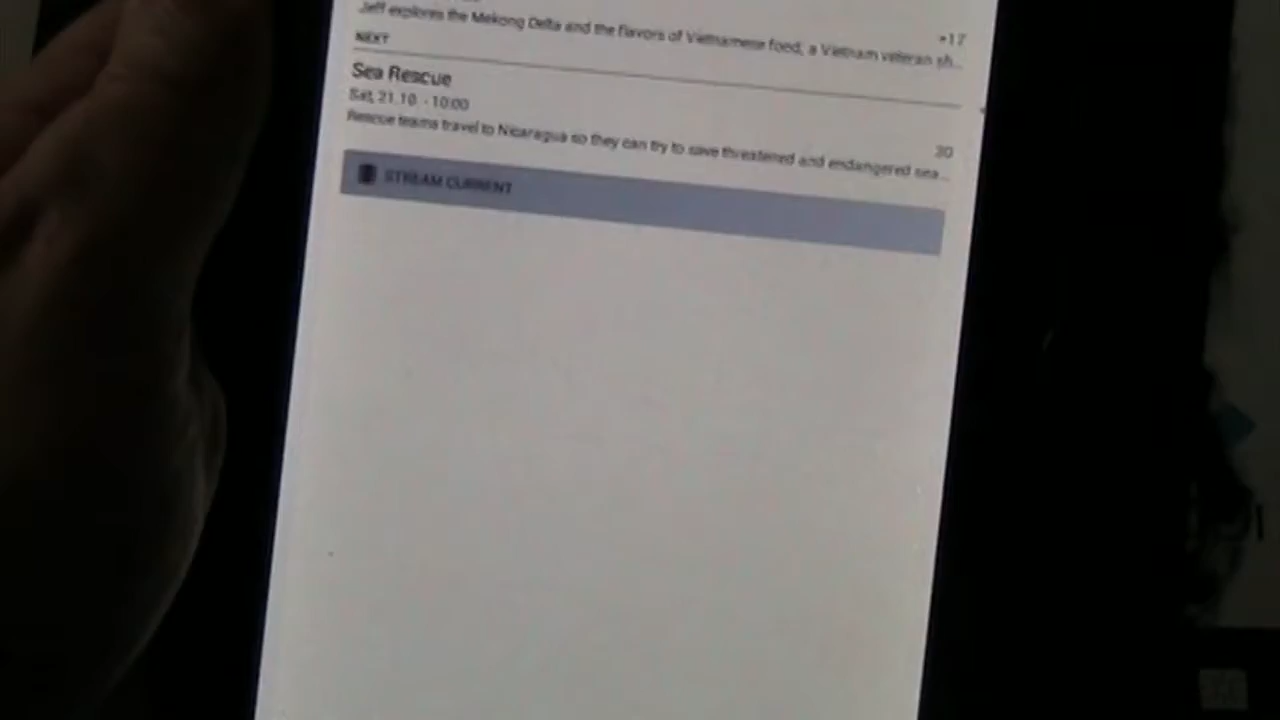 +17
Jeff explores the Mekong Delta and the flavors of Vietnamese food, a Vietnam veteran sh...
NEXT
Sea Rescue
Sat, 21.10. - 10:00
30
Rescue teams travel to Nicaragua so they can try to save threatened and endangered sea...
STREAM CURRENT